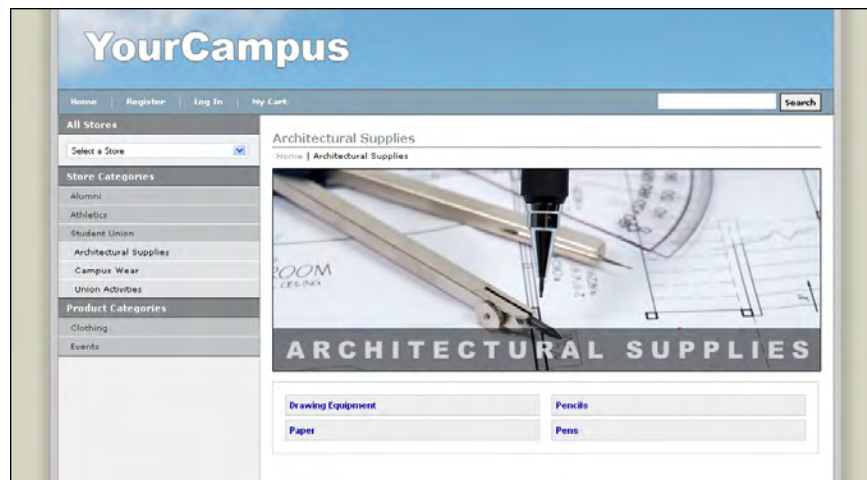 YourCampus
Home | Register | Log In | My Cart
Search
All Stores
Select a Store
Store Categories
Alumni
Athletics
Student Union
Architectural Supplies
Campus Wear
Union Activities
Product Categories
Clothing
Events
Architectural Supplies
Home | Architectural Supplies
ROOM
CEILING
ARCHITECTURAL SUPPLIES
Drawing Equipment
Pencils
Paper
Pens